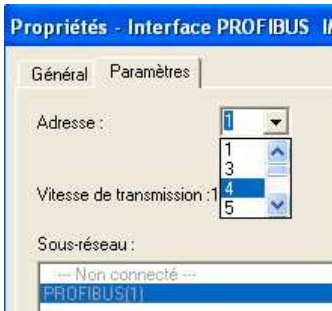 Propriétés - Interface PROFIBUS
Général Paramètres
Adresse : 1
1
3
4
5
Vitesse de transmission :1
Sous-réseau :
--- Non connecté ---
PROFIBUS(1)